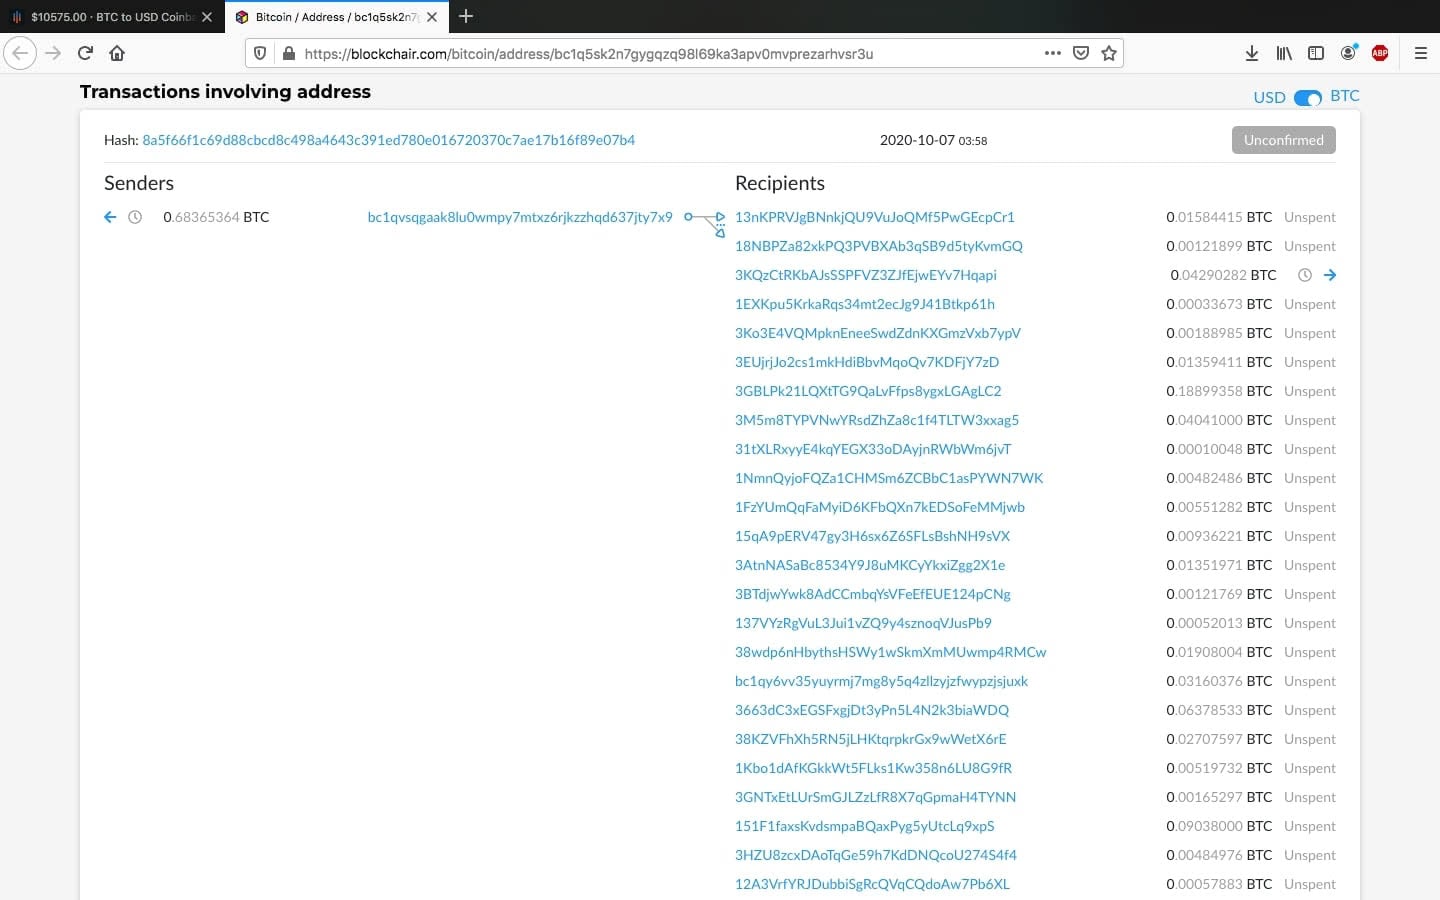 $10575.00 · BTC to USD Coinba
Bitcoin / Address / bc1q5sk2n7g
https://blockchair.com/bitcoin/address/bc1q5sk2n7gygqzq98l69ka3apv0mvprezarhvsr3u
ABP
Transactions involving address
USD BTC
Hash: 8a5f66f1c69d88cbcd8c498a4643c391ed780e016720370c7ae17b16f89e07b4 2020-10-07 03:58 Unconfirmed
Senders Recipients
0.68365364 BTC bc1qvsqgaak8lu0wmpy7mtxz6rjkzzhqd637jty7x9 13nKPRVJgBNnkjQU9VuJoQMf5PwGEcpCr1 0.01584415 BTC Unspent
18NBPZa82xkPQ3PVBXAb3qSB9d5tyKvmGQ 0.00121899 BTC Unspent
3KQzCtRKbAJsSSPFVZ3ZJfEjwEYv7Hqapi 0.04290282 BTC
1EXKpu5KrkaRqs34mt2ecJg9J41Btkp61h 0.00033673 BTC Unspent
3Ko3E4VQMpknEneeSwdZdnKXGmzVxb7ypV 0.00188985 BTC Unspent
3EUjrjJo2cs1mkHdiBbvMqoQv7KDFjY7zD 0.01359411 BTC Unspent
3GBLPk21LQXtTG9QaLvFfps8ygxLGAgLC2 0.18899358 BTC Unspent
3M5m8TYPVNwYRsdZhZa8c1f4TLTW3xxag5 0.04041000 BTC Unspent
31tXLRxyyE4kqYEGX33oDAyjnRWbWm6jvT 0.00010048 BTC Unspent
1NmnQyjoFQZa1CHMSm6ZCBbC1asPYWN7WK 0.00482486 BTC Unspent
1FzYUmQqFaMyiD6KFbQXn7kEDSoFeMMjwb 0.00551282 BTC Unspent
15qA9pERV47gy3H6sx6Z6SFLsBshNH9sVX 0.00936221 BTC Unspent
3AtnNASaBc8534Y9J8uMKCyYkxiZgg2X1e 0.01351971 BTC Unspent
3BTdjwYwk8AdCCmbqYsVFeEfEUE124pCNg 0.00121769 BTC Unspent
137VYzRgVuL3Jui1vZQ9y4sznoqVJusPb9 0.00052013 BTC Unspent
38wdp6nHbythsHSWy1wSkmXmMUwmp4RMCw 0.01908004 BTC Unspent
bc1qy6vv35yuyrmj7mg8y5q4zllzyjzfwypzjsjuxk 0.03160376 BTC Unspent
3663dC3xEGSFxgjDt3yPn5L4N2k3biaWDQ 0.06378533 BTC Unspent
38KZVFhXh5RN5jLHKtqrpkrGx9wWetX6rE 0.02707597 BTC Unspent
1Kbo1dAfKGkkWt5FLks1Kw358n6LU8G9fR 0.00519732 BTC Unspent
3GNTxEtLUrSmGJLZzLfR8X7qGpmaH4TYNN 0.00165297 BTC Unspent
151F1faxsKvdsmpaBQaxPyg5yUtcLq9xpS 0.09038000 BTC Unspent
3HZU8zcxDAoTqGe59h7KdDNQcoU274S4f4 0.00484976 BTC Unspent
12A3VrfYRJDubbiSgRcQVqCQdoAw7Pb6XL 0.00057883 BTC Unspent